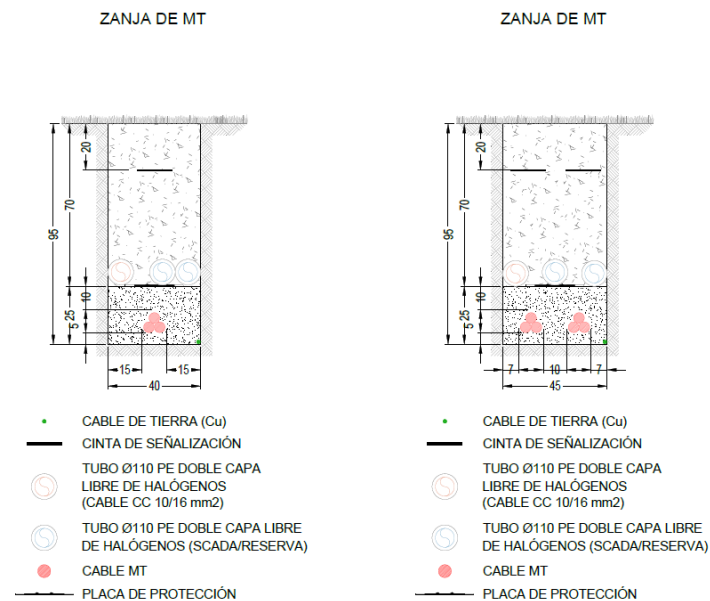 ZANJA DE MT
95
70
20
25
10
5
15
15
40
CABLE DE TIERRA (Cu)
CINTA DE SEÑALIZACIÓN
TUBO Ø110 PE DOBLE CAPA
LIBRE DE HALÓGENOS
(CABLE CC 10/16 mm2)
TUBO Ø110 PE DOBLE CAPA LIBRE
DE HALÓGENOS (SCADA/RESERVA)
CABLE MT
PLACA DE PROTECCIÓN
ZANJA DE MT
95
70
20
25
10
5
7
10
7
45
CABLE DE TIERRA (Cu)
CINTA DE SEÑALIZACIÓN
TUBO Ø110 PE DOBLE CAPA
LIBRE DE HALÓGENOS
(CABLE CC 10/16 mm2)
TUBO Ø110 PE DOBLE CAPA LIBRE
DE HALÓGENOS (SCADA/RESERVA)
CABLE MT
PLACA DE PROTECCIÓN